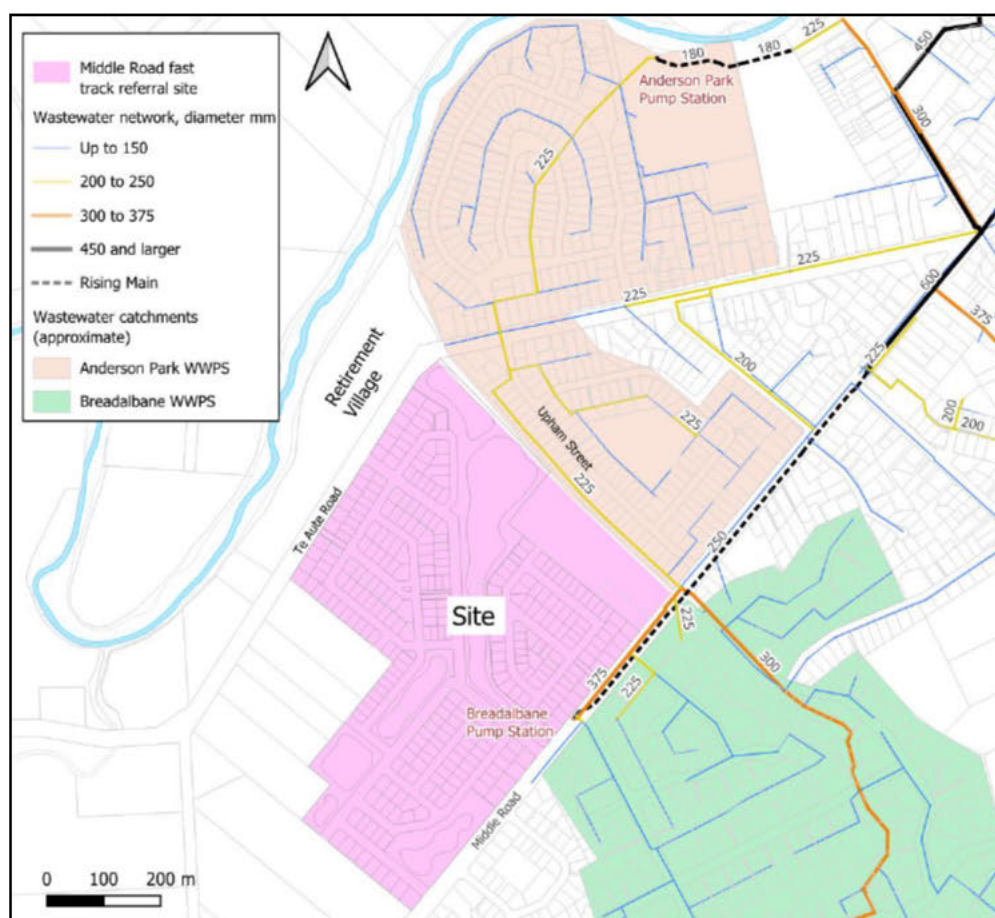 Middle Road fast
track referral site
Wastewater network, diameter mm
Up to 150
200 to 250
300 to 375
450 and larger
Rising Main
Wastewater catchments
(approximate)
Anderson Park WWPS
Breadalbane WWPS
180
180
225
450
Anderson Park
Pump Station
225
300
225
225
600
375
Retirement
Village
200
225
200
200
Upham Street
225
225
Te Aute Road
250
Site
225
300
375
225
Breadalbane
Pump Station
Middle Road
0 100 200 m